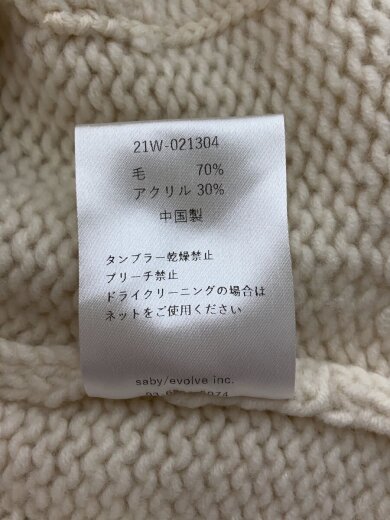 21W-021304
毛 70%
アクリル 30%
中国製
タンブラー乾燥禁止
ブリーチ禁止
ドライクリーニングの場合は
ネットをご使用ください
saby/evolve inc.